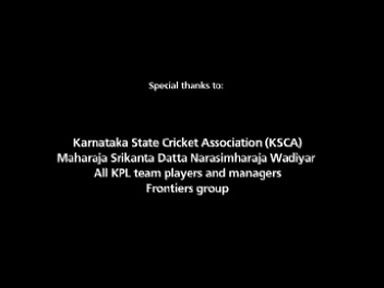 Special thanks to:
Karnataka State Cricket Association (KSCA)
Maharaja Srikanta Datta Narasimharaja Wadiyar
All KPL team players and managers
Frontiers group